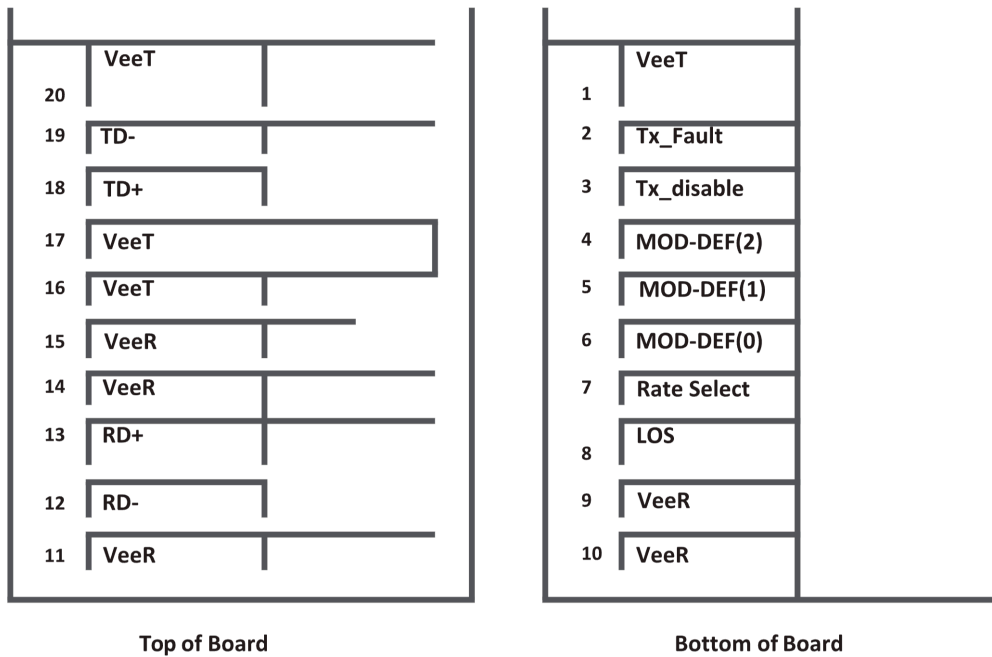 VeeT
20
19 TD-
18 TD+
17 VeeT
16 VeeT
15 VeeR
14 VeeR
13 RD+
12 RD-
11 VeeR
Top of Board
VeeT
1
2 Tx_Fault
3 Tx_disable
4 MOD-DEF(2)
5 MOD-DEF(1)
6 MOD-DEF(0)
7 Rate Select
LOS
8
9 VeeR
10 VeeR
Bottom of Board